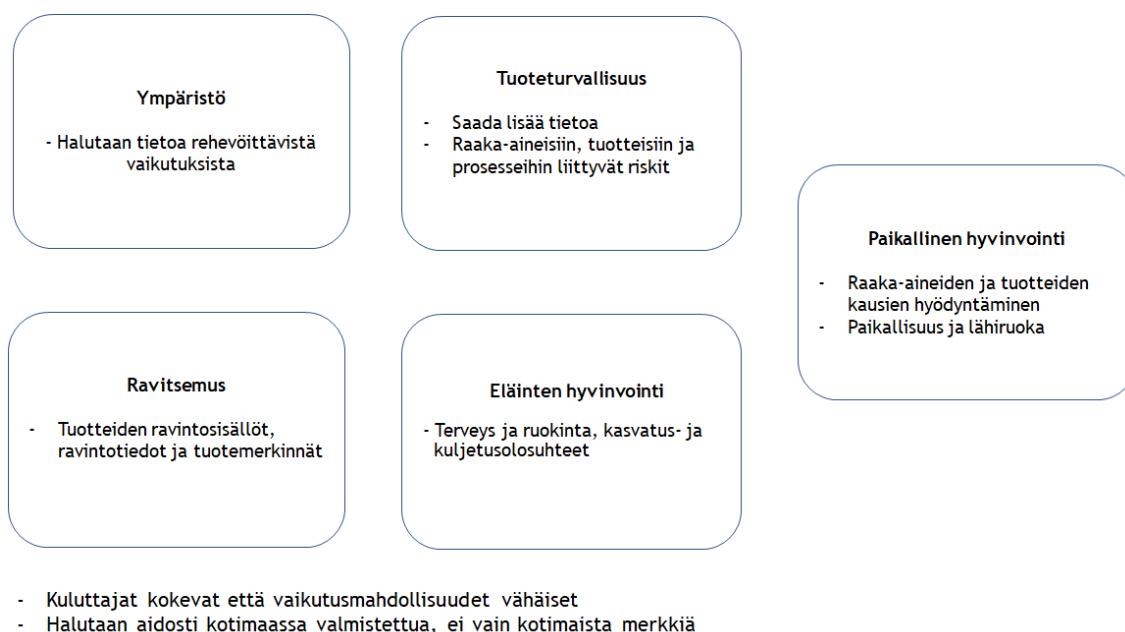 Ympäristö
- Halutaan tietoa rehevöittävistä
vaikutuksista
Tuoteturvallisuus
- Saada lisää tietoa
- Raaka-aineisiin, tuotteisiin ja
prosesseihin liittyvät riskit
Paikallinen hyvinvointi
- Raaka-aineiden ja tuotteiden
kausien hyödyntäminen
- Paikallisuus ja lähiruoka
Ravitsemus
- Tuotteiden ravintosisällöt,
ravintotiedot ja tuotemerkinnät
Eläinten hyvinvointi
- Terveys ja ruokinta, kasvatus- ja
kuljetusolosuhteet
- Kuluttajat kokevat että vaikutusmahdollisuudet vähäiset
- Halutaan aidosti kotimaassa valmistettua, ei vain kotimaista merkkiä